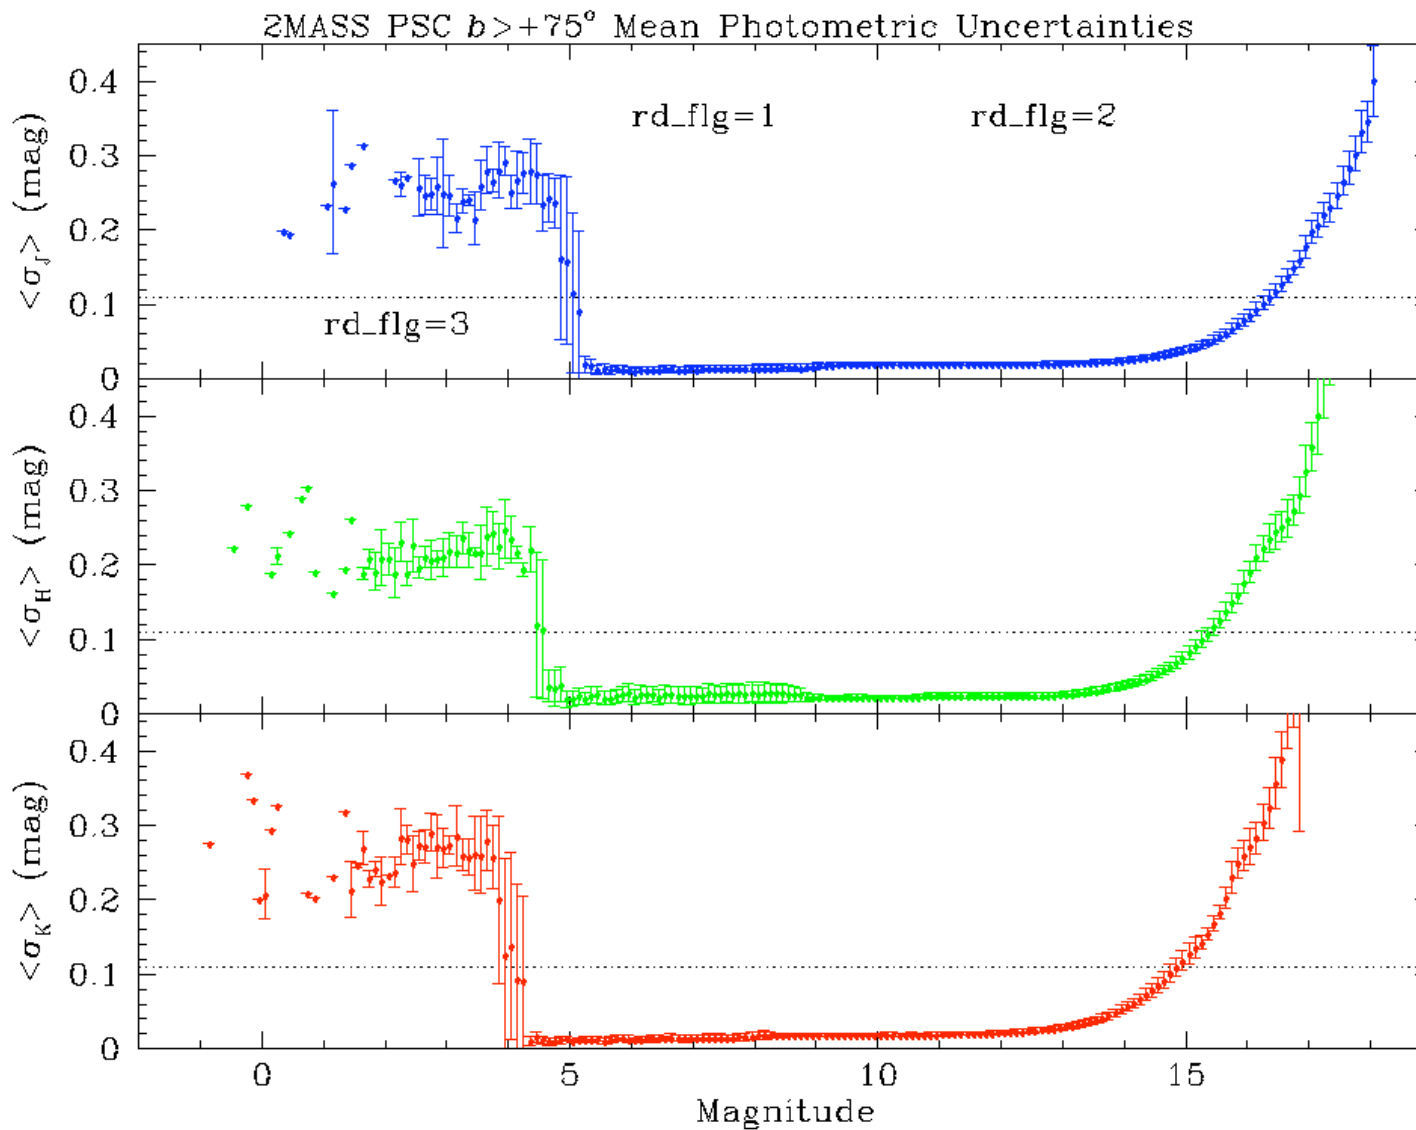 2MASS PSC b>+75° Mean Photometric Uncertainties
<σJ> (mag)
0.4
0.3
0.2
0.1
0
rd_flg=1
rd_flg=2
rd_flg=3
<σH> (mag)
0.4
0.3
0.2
0.1
0
<σK> (mag)
0.4
0.3
0.2
0.1
0
0 5 10 15
Magnitude